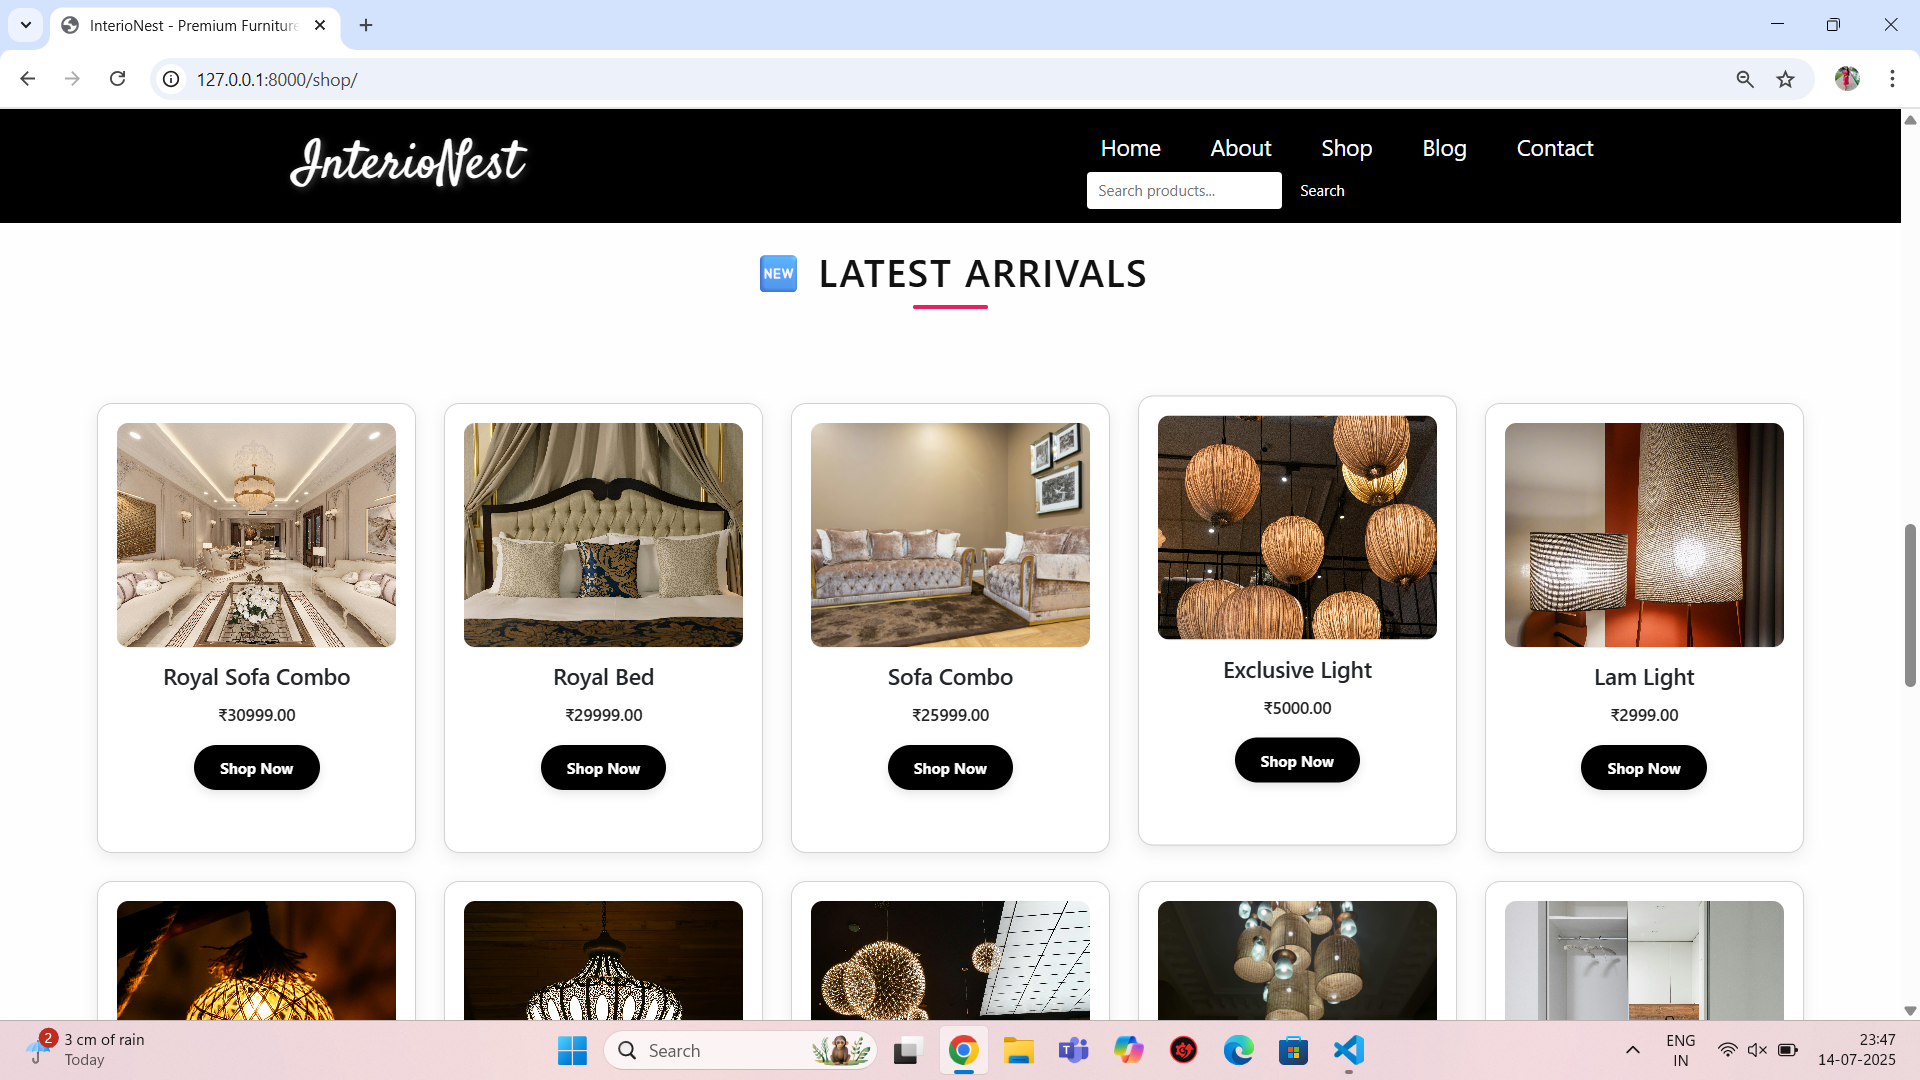 InterioNest - Premium Furniture
127.0.0.1:8000/shop/
InterioNest
Home About Shop Blog Contact
Search products... Search
NEW LATEST ARRIVALS
Royal Sofa Combo
₹30999.00
Shop Now
Royal Bed
₹29999.00
Shop Now
Sofa Combo
₹25999.00
Shop Now
Exclusive Light
₹5000.00
Shop Now
Lam Light
₹2999.00
Shop Now
2
3 cm of rain
Today
Search
ENG
IN
23:47
14-07-2025